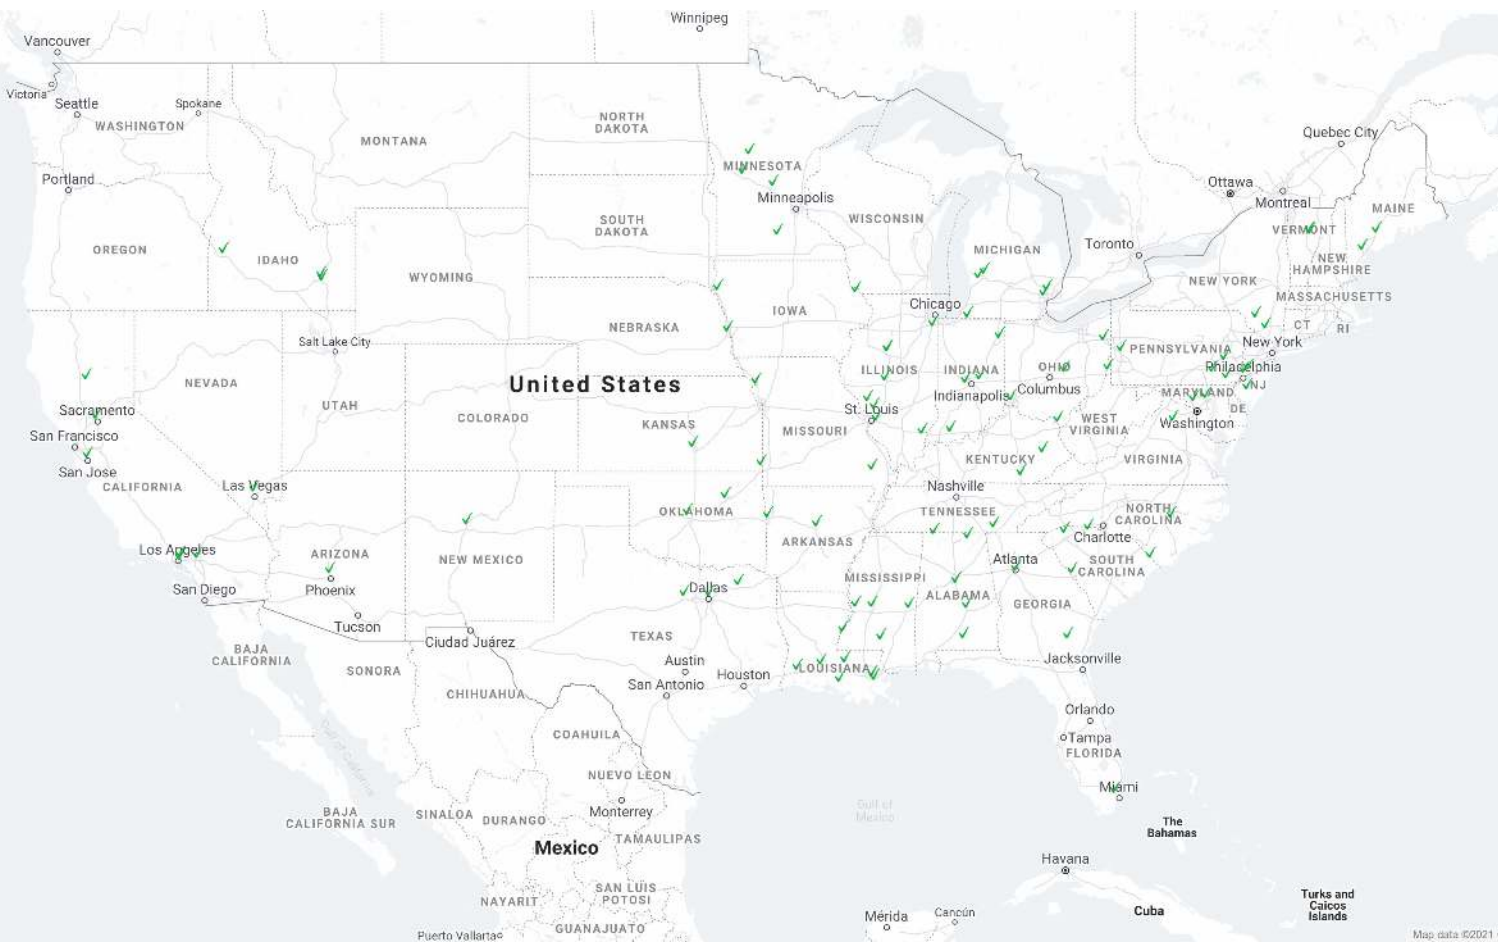 Winnipeg
Vancouver
Victoria
Seattle
Spokane
WASHINGTON
NORTH
DAKOTA
MONTANA
Quebec City
MINNESOTA
Portland
Minneapolis
Ottawa
Montreal
MAINE
SOUTH
DAKOTA
WISCONSIN
VERMONT
OREGON
IDAHO
MICHIGAN
Toronto
NEW
HAMPSHIRE
WYOMING
NEW YORK
MASSACHUSETTS
Chicago
IOWA
NEBRASKA
CT
RI
Salt Lake City
PENNSYLVANIA
New York
United States
NEVADA
ILLINOIS
INDIANA
OHIO
Philadelphia
Indianapolis
Columbus
NJ
MARYLAND
UTAH
COLORADO
Sacramento
St. Louis
DE
KANSAS
MISSOURI
WEST
VIRGINIA
Washington
San Francisco
San Jose
KENTUCKY
VIRGINIA
CALIFORNIA
Las Vegas
Nashville
OKLAHOMA
TENNESSEE
NORTH
CAROLINA
Charlotte
Los Angeles
ARIZONA
NEW MEXICO
ARKANSAS
Atlanta
SOUTH
CAROLINA
San Diego
Phoenix
Dallas
MISSISSIPPI
ALABAMA
GEORGIA
Tucson
Ciudad Juárez
TEXAS
BAJA
CALIFORNIA
SONORA
Austin
San Antonio
Houston
LOUISIANA
Jacksonville
CHIHUAHUA
Orlando
Tampa
FLORIDA
COAHUILA
Gulf of California
NUEVO LEON
Miami
Gulf of
Mexico
BAJA
CALIFORNIA SUR
SINALOA
DURANGO
Monterrey
TAMAULIPAS
The
Bahamas
Mexico
Havana
NAYARIT
SAN LUIS
POTOSI
Cuba
Turks and
Caicos
Islands
Mérida
Cancún
GUANAJUATO
Puerto Vallarta
Map data ©2021